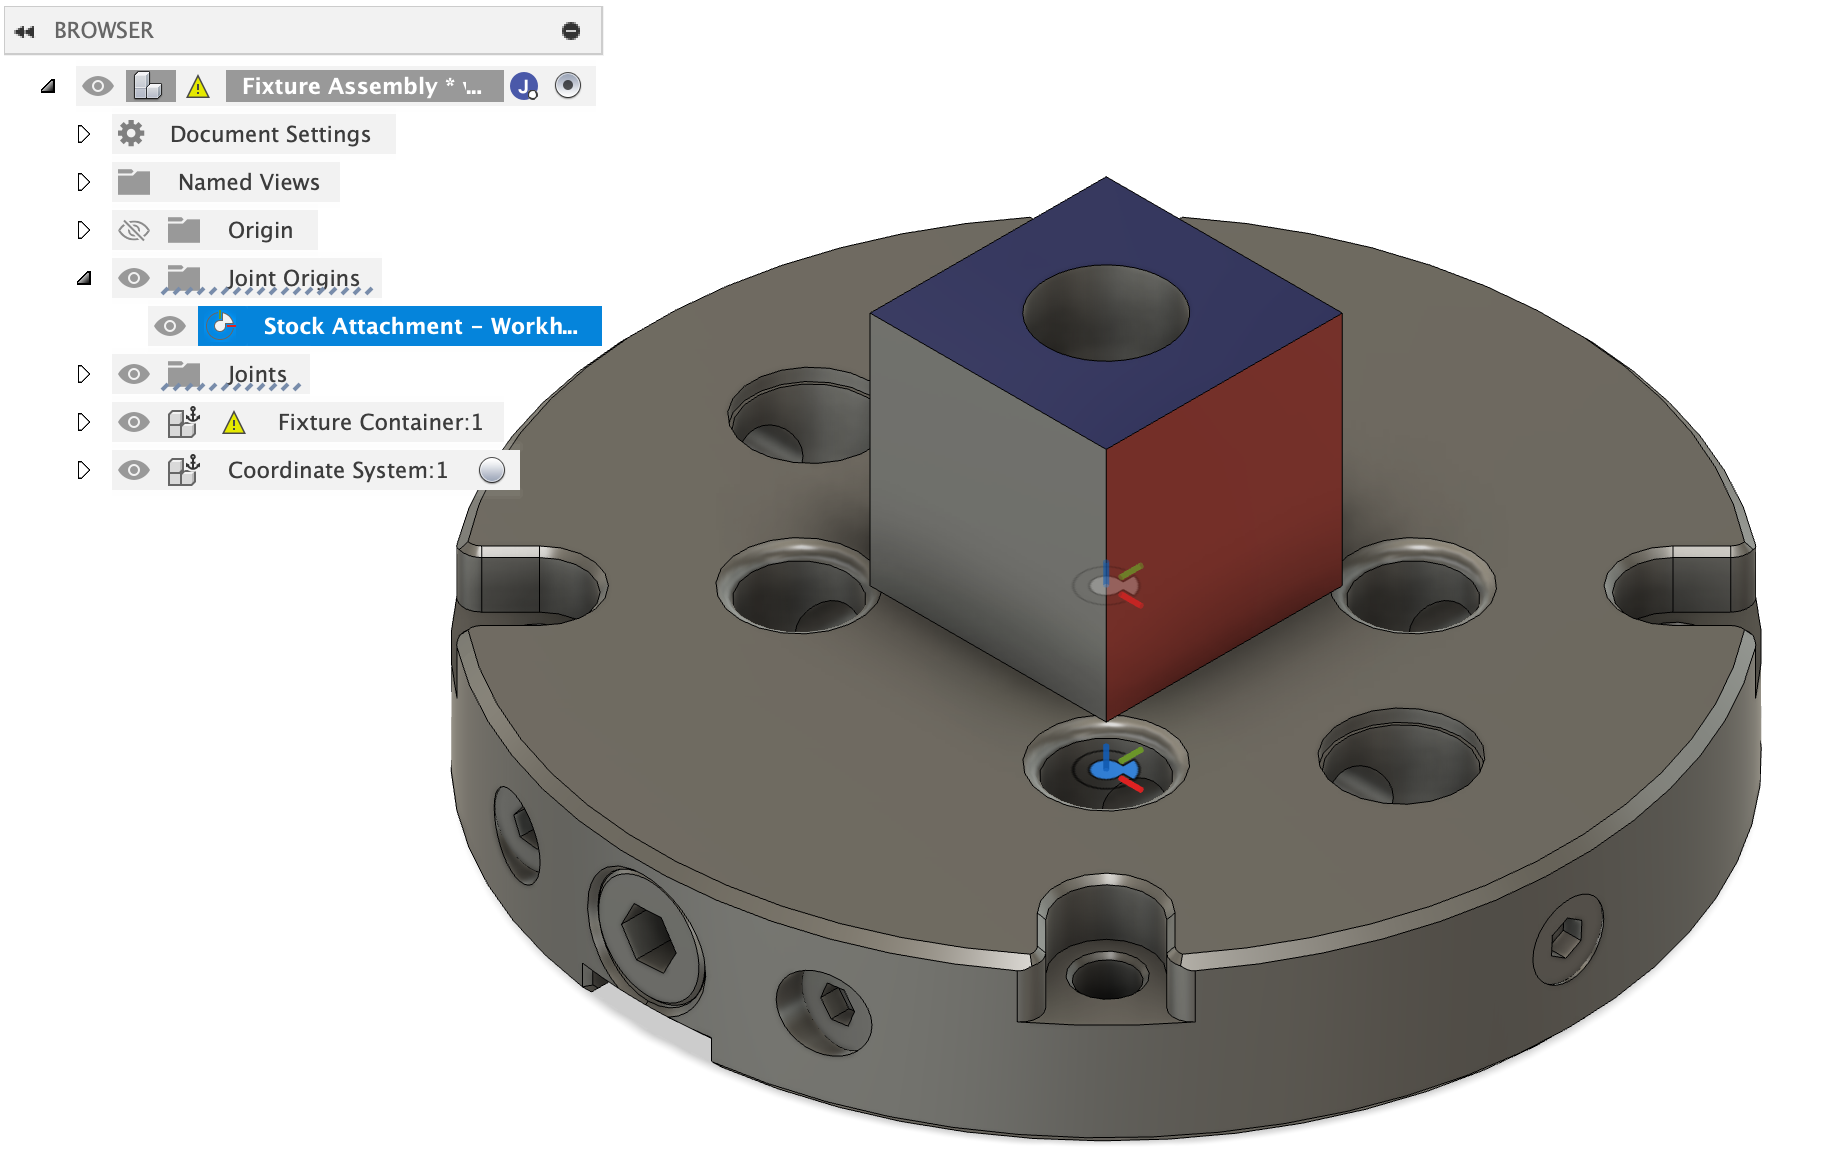 BROWSER
Fixture Assembly * v...
J
Document Settings
Named Views
Origin
Joint Origins
Stock Attachment – Workh...
Joints
Fixture Container:1
Coordinate System:1